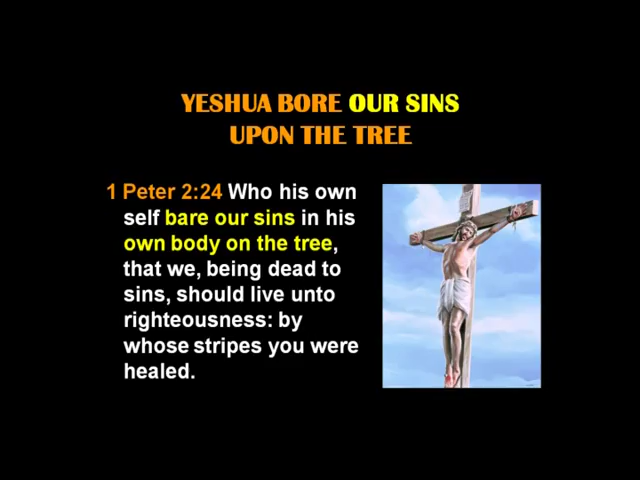 YESHUA BORE OUR SINS
UPON THE TREE
1 Peter 2:24 Who his own
self bare our sins in his
own body on the tree,
that we, being dead to
sins, should live unto
righteousness: by
whose stripes you were
healed.